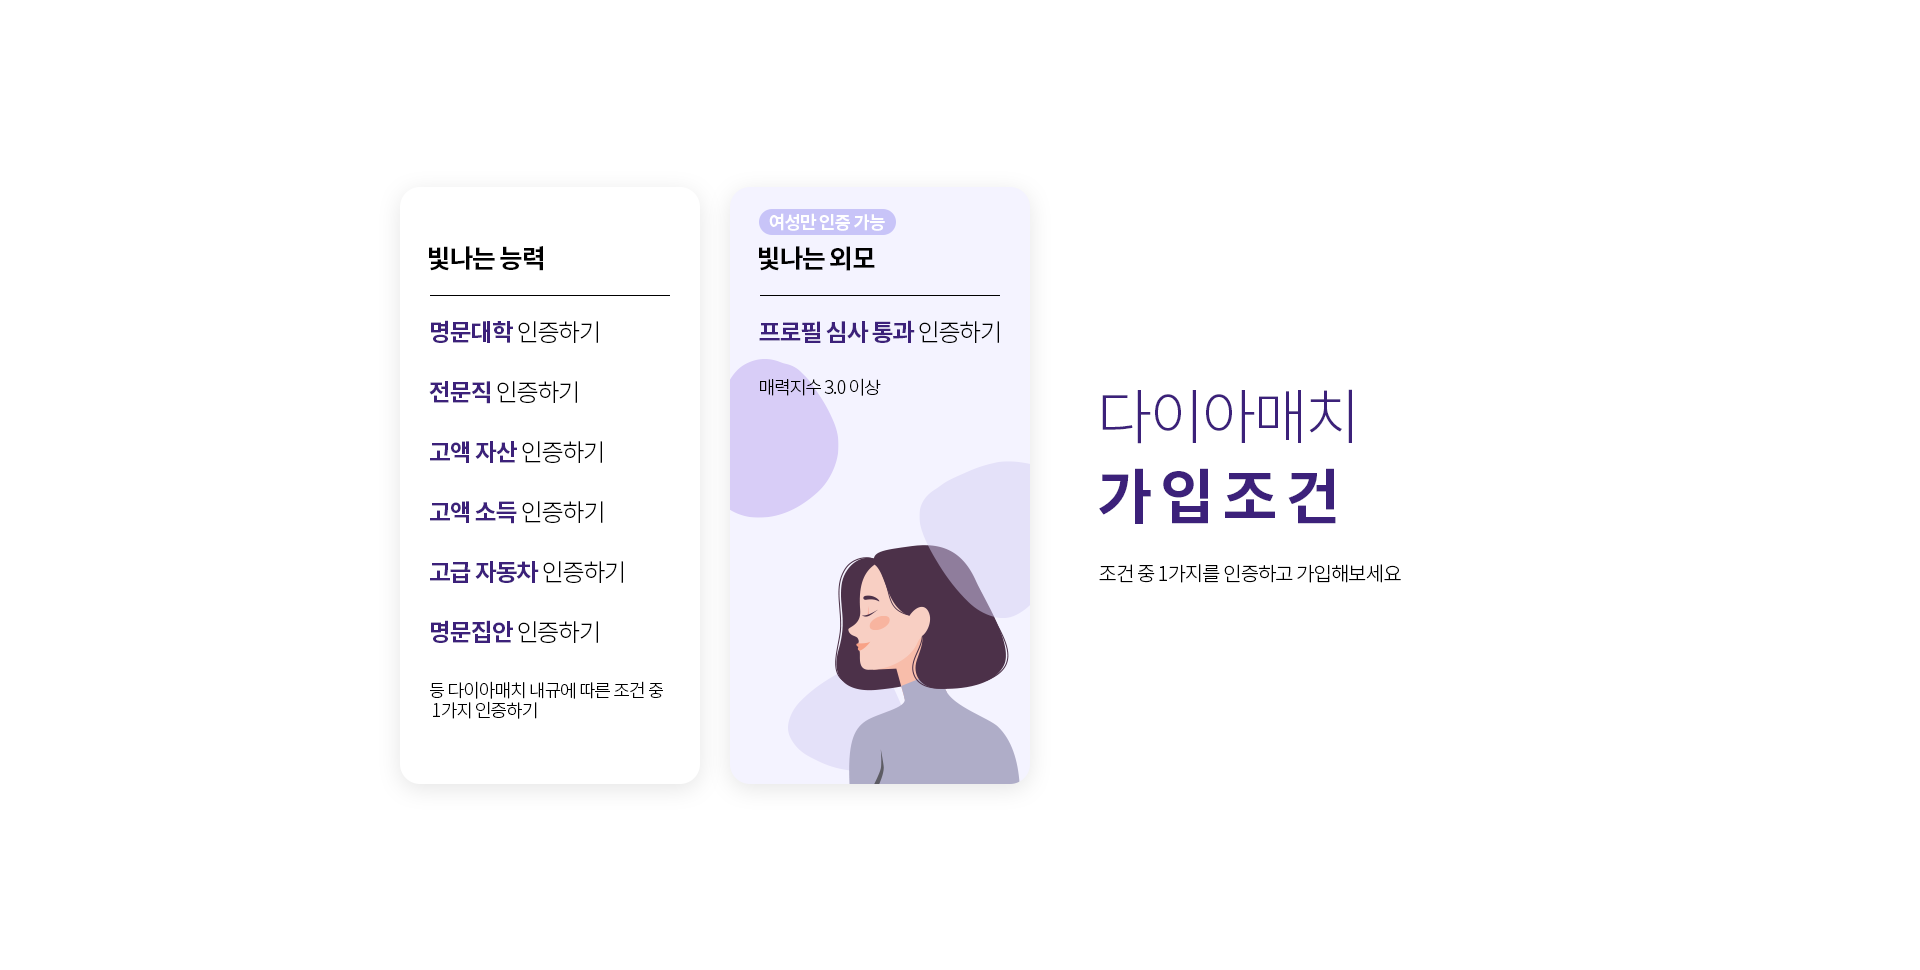 빛나는 능력
명문대학 인증하기
전문직 인증하기
고액 자산 인증하기
고액 소득 인증하기
고급 자동차 인증하기
명문집안 인증하기
등 다이아매치 내규에 따른 조건 중
1가지 인증하기
여성만 인증 가능
빛나는 외모
프로필 심사 통과 인증하기
매력지수 3.0 이상
다이아매치
가입조건
조건 중 1가지를 인증하고 가입해보세요